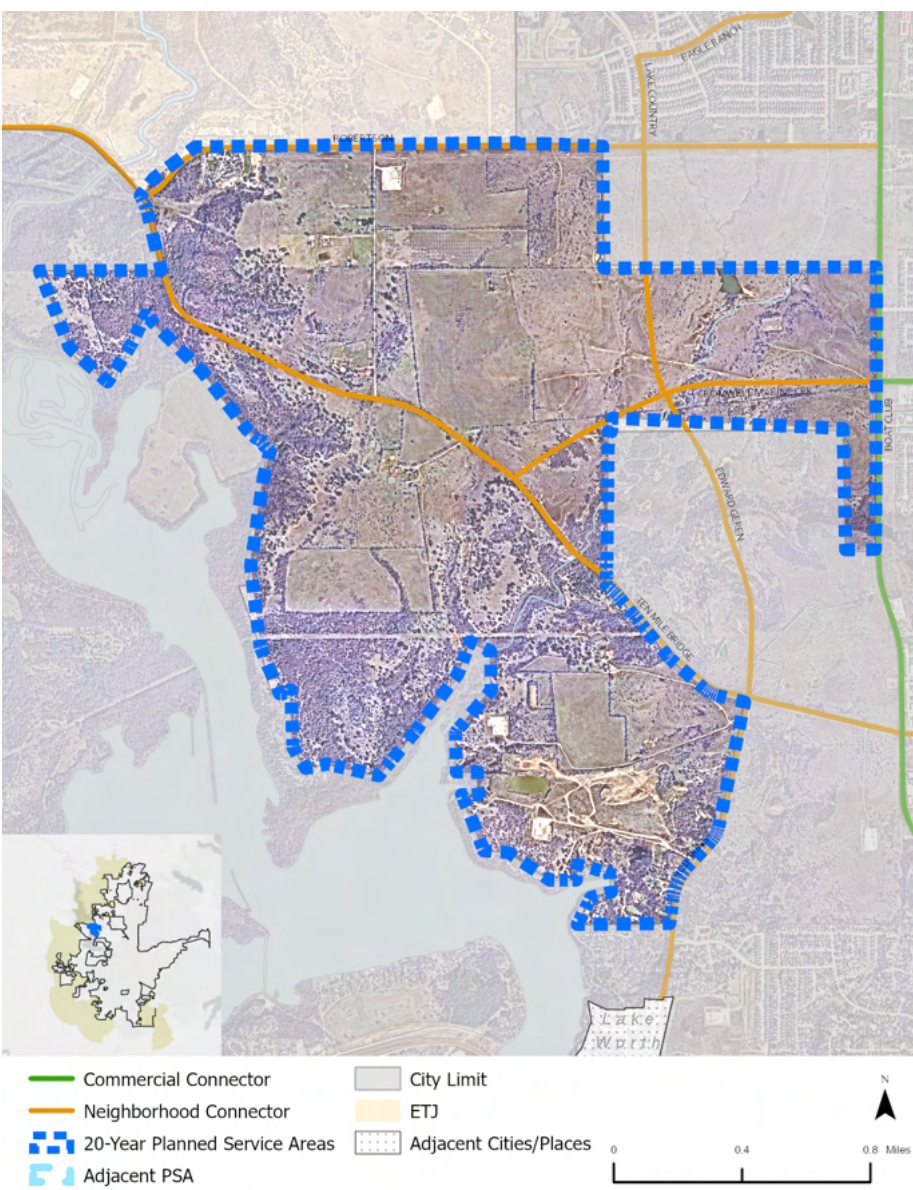 EAGLE RANCH
LAKE COUNTRY
ROBERTSON
BOAT CLUB
EDWARD GEREN
TEN MILE BRIDGE
Lake
Worth
Commercial Connector
City Limit
N
Neighborhood Connector
ETJ
20-Year Planned Service Areas
Adjacent Cities/Places
0
0.4
0.8 Miles
Adjacent PSA